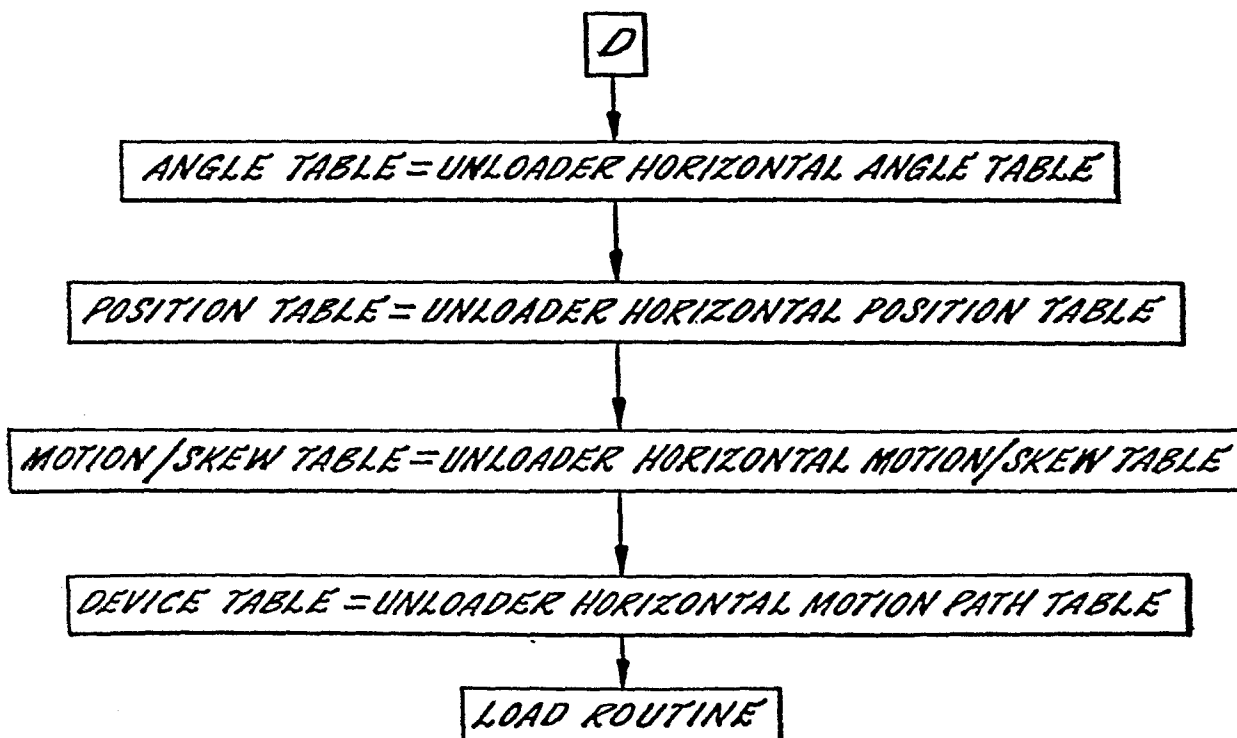 D
ANGLE TABLE = UNLOADER HORIZONTAL ANGLE TABLE
POSITION TABLE = UNLOADER HORIZONTAL POSITION TABLE
MOTION/SKEW TABLE = UNLOADER HORIZONTAL MOTION/SKEW TABLE
DEVICE TABLE = UNLOADER HORIZONTAL MOTION PATH TABLE
LOAD ROUTINE